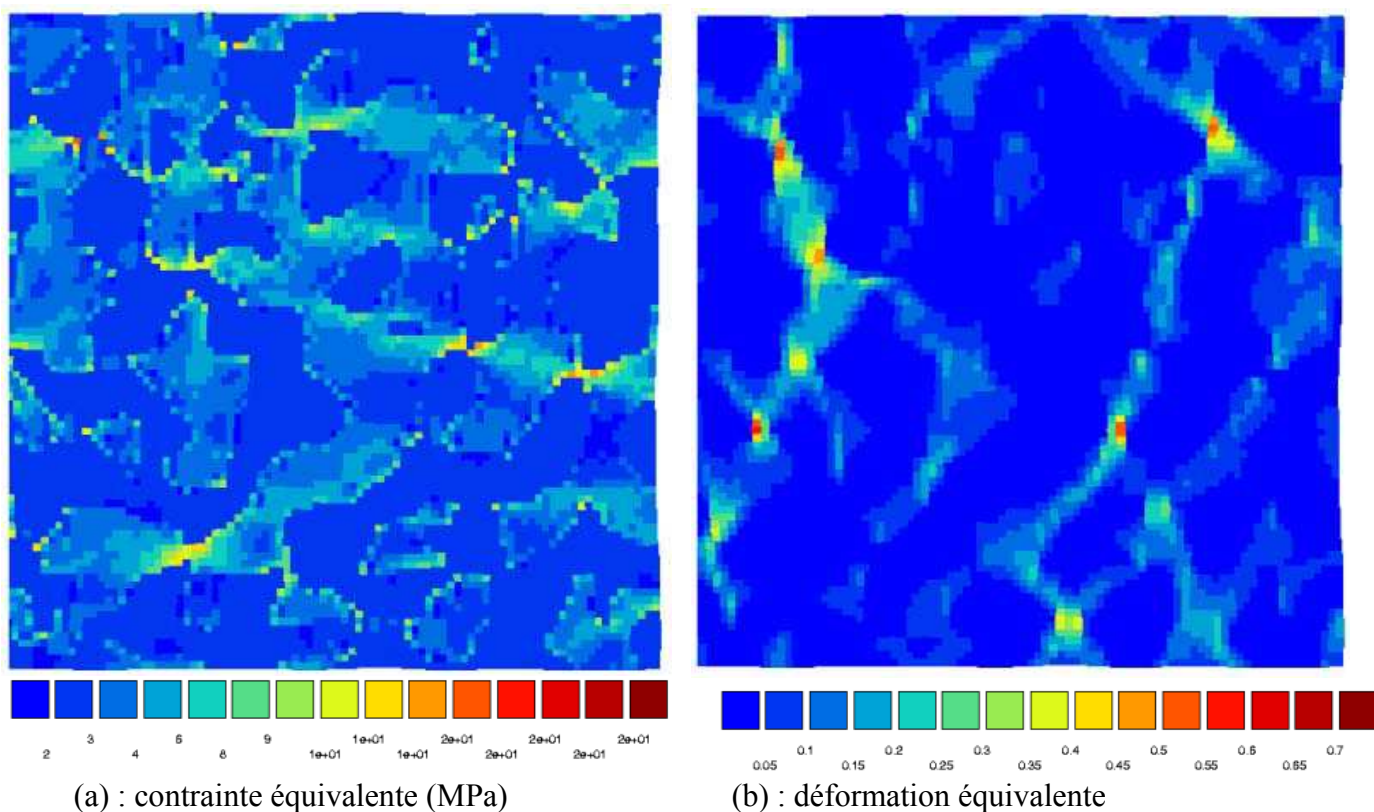 3 5 9 1e+01 2e+01 2e+01 2e+01
2 4 8 1e+01 1e+01 2e+01 2e+01
0.1 0.2 0.3 0.4 0.5 0.6 0.7
0.05 0.15 0.25 0.35 0.45 0.55 0.65
(a) : contrainte équivalente (MPa)
(b) : déformation équivalente